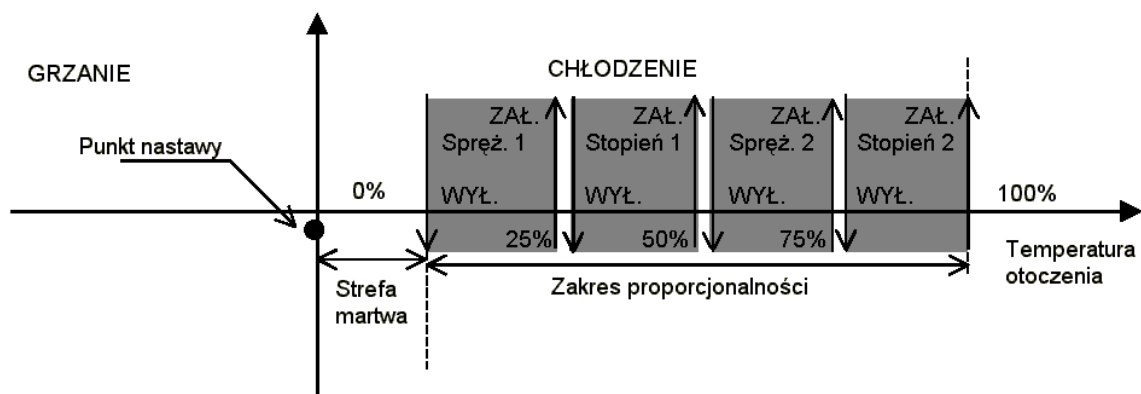 GRZANIE
CHŁODZENIE
Punkt nastawy
0%
ZAŁ.
Spręż. 1
WYŁ.
25%
ZAŁ.
Stopień 1
WYŁ.
50%
ZAŁ.
Spręż. 2
WYŁ.
75%
ZAŁ.
Stopień 2
WYŁ.
100%
Temperatura
otoczenia
Strefa
martwa
Zakres proporcjonalności